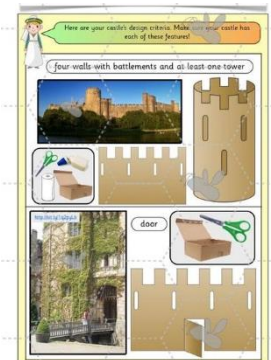 Here are your castle's design criteria. Make sure your castle has
each of these features!
four walls with battlements and at least one tower
door